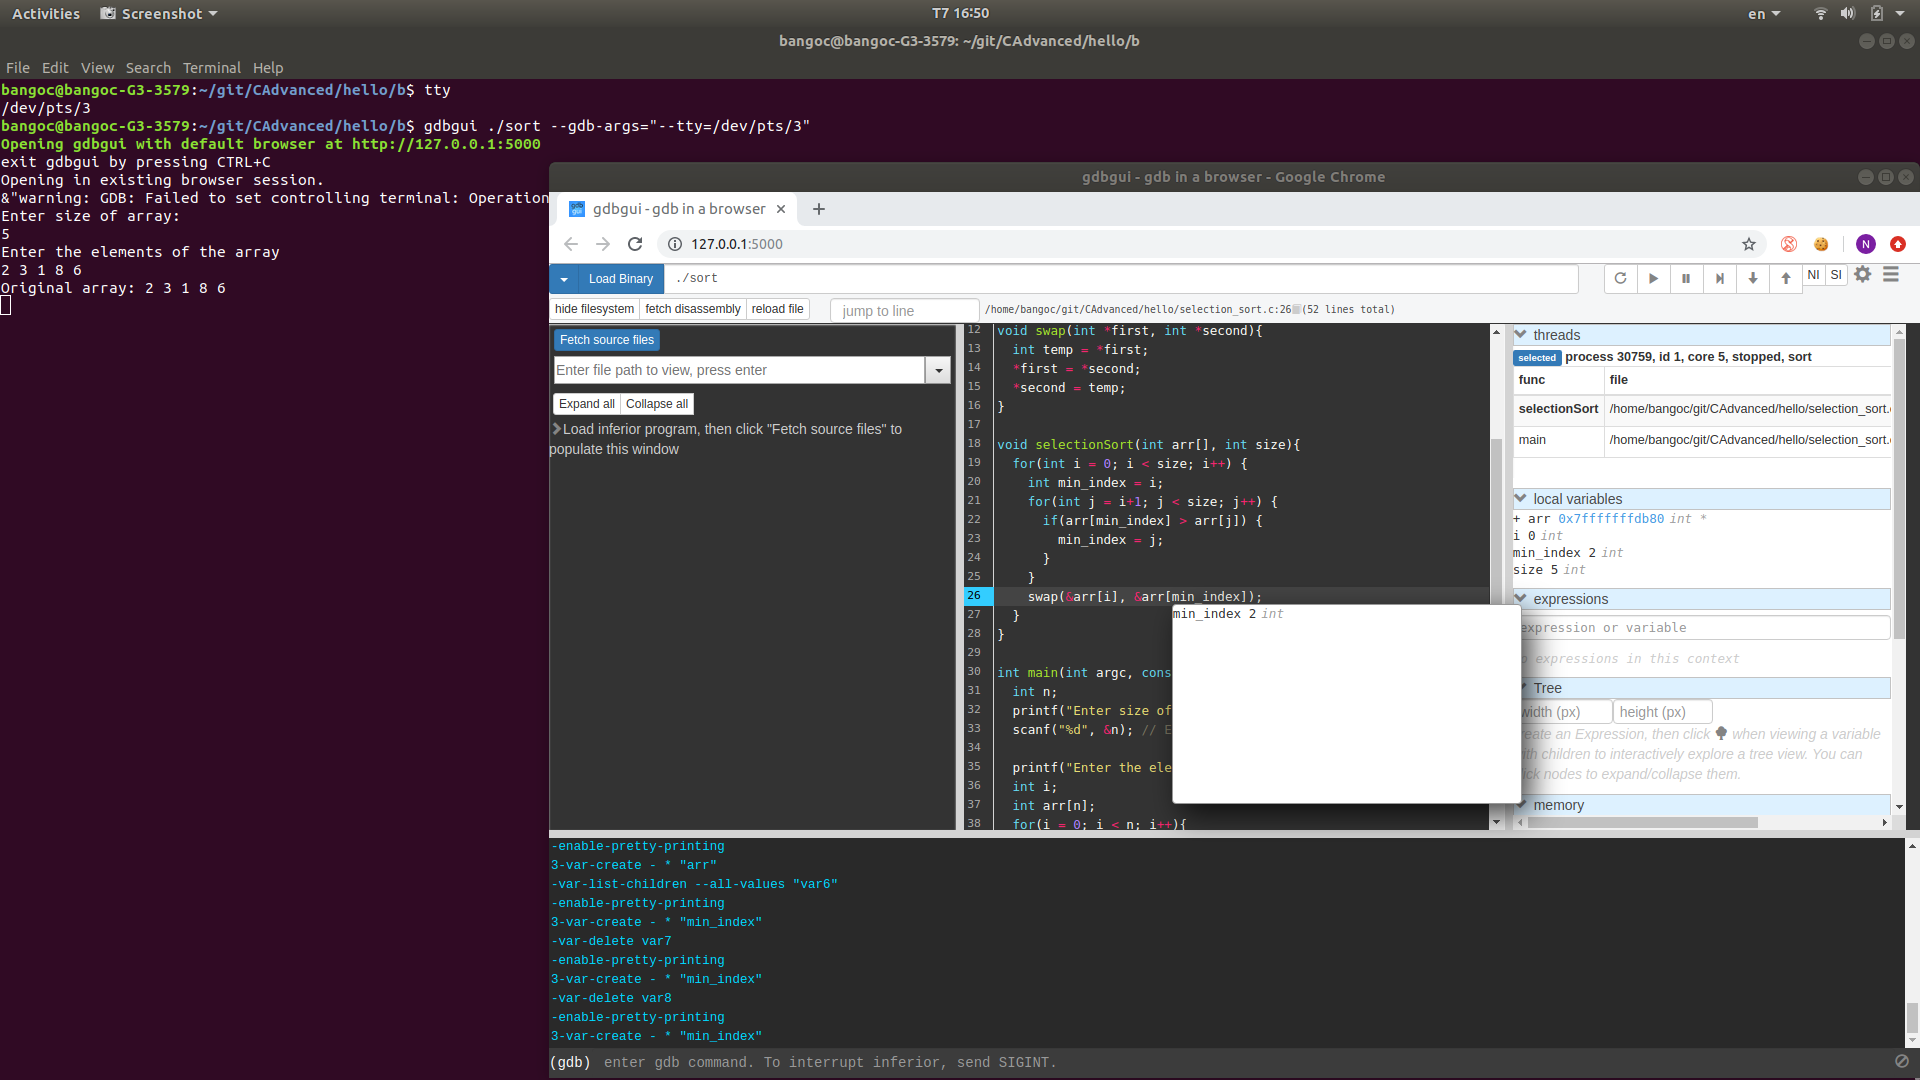 Activities Screenshot T7 16:50 en
bangoc@bangoc-G3-3579: ~/git/CAdvanced/hello/b
File Edit View Search Terminal Help
bangoc@bangoc-G3-3579:~/git/CAdvanced/hello/b$ tty
/dev/pts/3
bangoc@bangoc-G3-3579:~/git/CAdvanced/hello/b$ gdbgui ./sort --gdb-args="--tty=/dev/pts/3"
Opening gdbgui with default browser at http://127.0.0.1:5000
exit gdbgui by pressing CTRL+C
Opening in existing browser session.
&"warning: GDB: Failed to set controlling terminal: Operation
Enter size of array:
5
Enter the elements of the array
2 3 1 8 6
Original array: 2 3 1 8 6
gdbgui - gdb in a browser - Google Chrome
gdbgui - gdb in a browser
127.0.0.1:5000
N
Load Binary ./sort NI SI
hide filesystem fetch disassembly reload file jump to line /home/bangoc/git/CAdvanced/hello/selection_sort.c:26 (52 lines total)
Fetch source files
Enter file path to view, press enter
Expand all Collapse all
Load inferior program, then click "Fetch source files" to
populate this window
12 void swap(int *first, int *second){
13 int temp = *first;
14 *first = *second;
15 *second = temp;
16 }
17
18 void selectionSort(int arr[], int size){
19 for(int i = 0; i < size; i++) {
20 int min_index = i;
21 for(int j = i+1; j < size; j++) {
22 if(arr[min_index] > arr[j]) {
23 min_index = j;
24 }
25 }
26 swap(&arr[i], &arr[min_index]);
27 }
28 }
29
30 int main(int argc, cons
31 int n;
32 printf("Enter size of
33 scanf("%d", &n); // E
34
35 printf("Enter the ele
36 int i;
37 int arr[n];
38 for(i = 0; i < n; i++){
min_index 2 int
threads
selected process 30759, id 1, core 5, stopped, sort
func file
selectionSort /home/bangoc/git/CAdvanced/hello/selection_sort.
main /home/bangoc/git/CAdvanced/hello/selection_sort.
local variables
+ arr 0x7fffffffdb80 int *
i 0 int
min_index 2 int
size 5 int
expressions
expression or variable
expressions in this context
Tree
width (px) height (px)
an Expression, then click when viewing a variable
with children to interactively explore a tree view. You can
nodes to expand/collapse them.
memory
-enable-pretty-printing
3-var-create - * "arr"
-var-list-children --all-values "var6"
-enable-pretty-printing
3-var-create - * "min_index"
-var-delete var7
-enable-pretty-printing
3-var-create - * "min_index"
-var-delete var8
-enable-pretty-printing
3-var-create - * "min_index"
(gdb) enter gdb command. To interrupt inferior, send SIGINT.